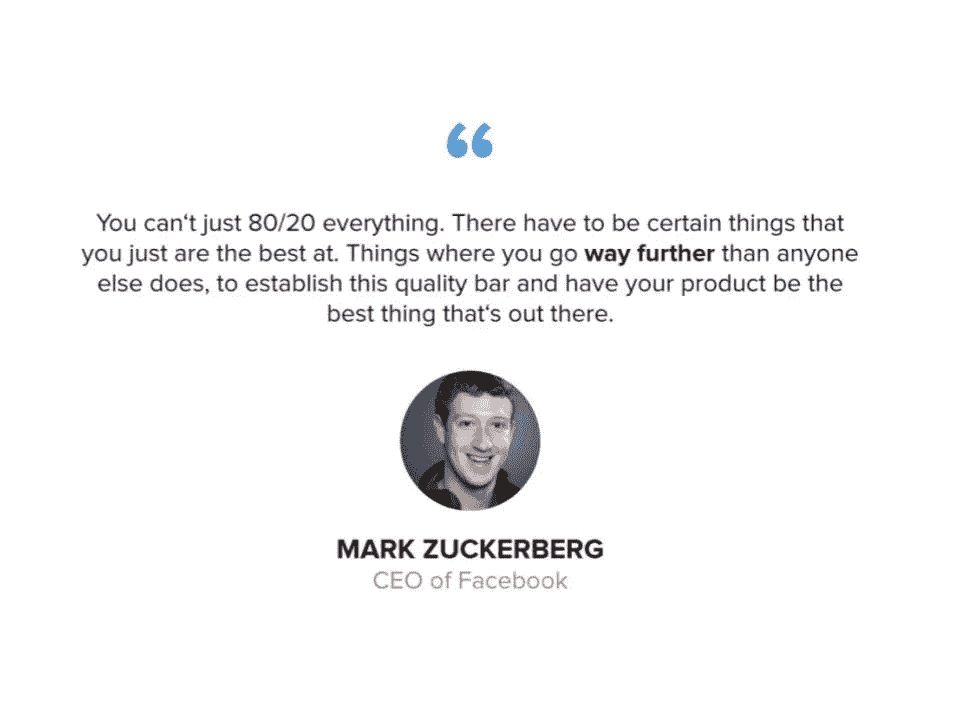 “
You can‘t just 80/20 everything. There have to be certain things that
you just are the best at. Things where you go way further than anyone
else does, to establish this quality bar and have your product be the
best thing that‘s out there.
MARK ZUCKERBERG
CEO of Facebook